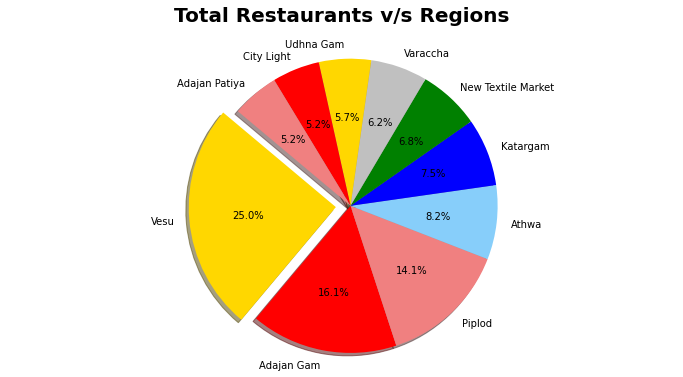 Total Restaurants v/s Regions
Udhna Gam
Varaccha
City Light
Adajan Patiya
New Textile Market
Katargam
Athwa
Piplod
Adajan Gam
Vesu
5.7%
6.2%
5.2%
5.2%
6.8%
7.5%
8.2%
14.1%
16.1%
25.0%